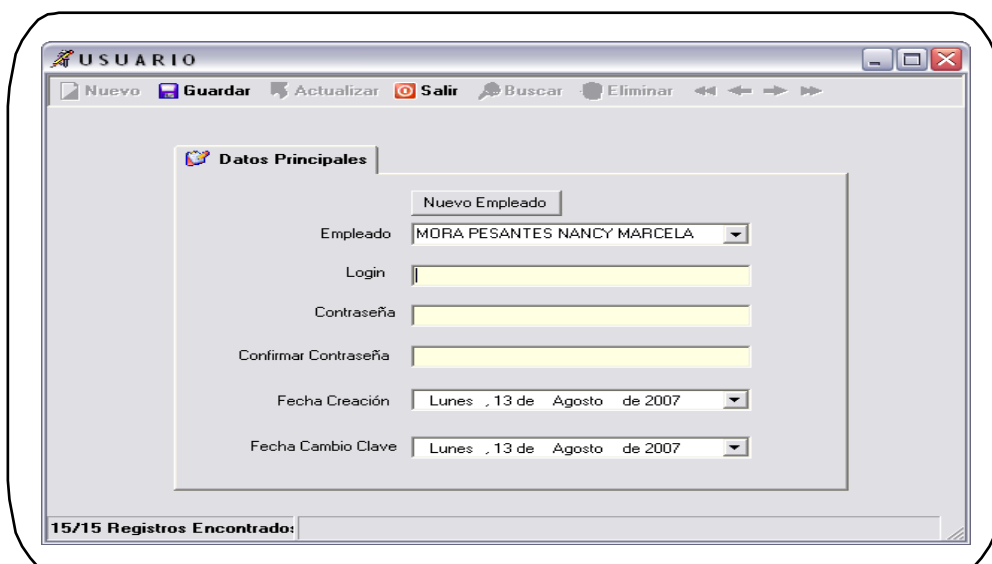 USUARIO
Nuevo Guardar Actualizar Salir Buscar Eliminar
Datos Principales
Nuevo Empleado
Empleado MORA PESANTES NANCY MARCELA
Login
Contraseña
Confirmar Contraseña
Fecha Creación Lunes , 13 de Agosto de 2007
Fecha Cambio Clave Lunes , 13 de Agosto de 2007
15/15 Registros Encontrado